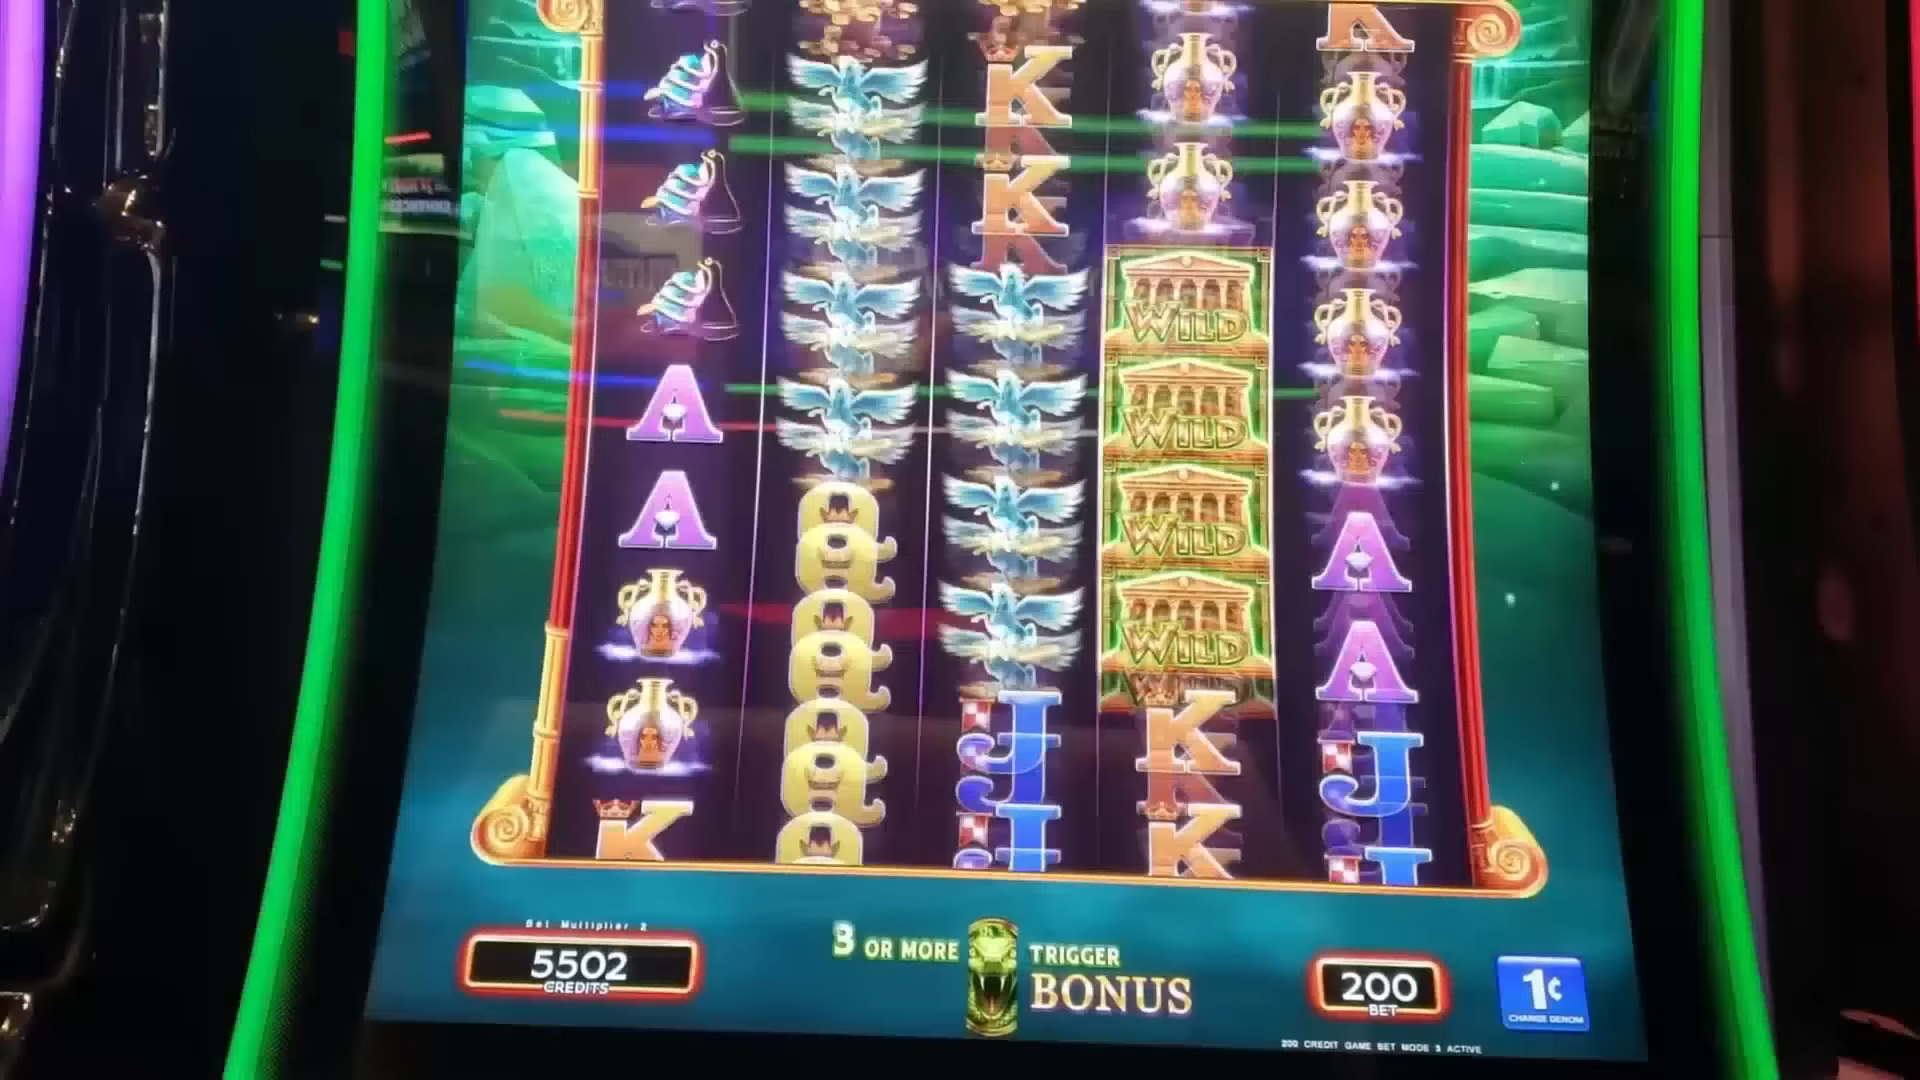 K
K
A
WILD
WILD
A
WILD
A
Q
WILD
A
Q
A
Q
J
K
J
K
Q
J
K
J
Bet Multiplier 2
5502
CREDITS
3 OR MORE TRIGGER
BONUS
200
BET
1¢
CHANGE DENOM
200 CREDIT GAME BET MODE 3 ACTIVE